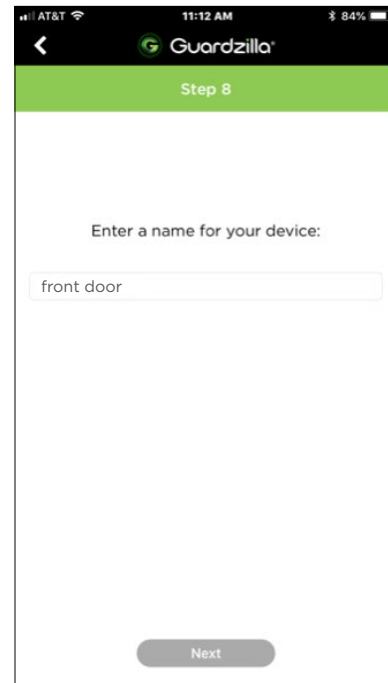 AT&T 11:12 AM 84%
Guardzilla®
Step 8
Enter a name for your device:
front door
Next